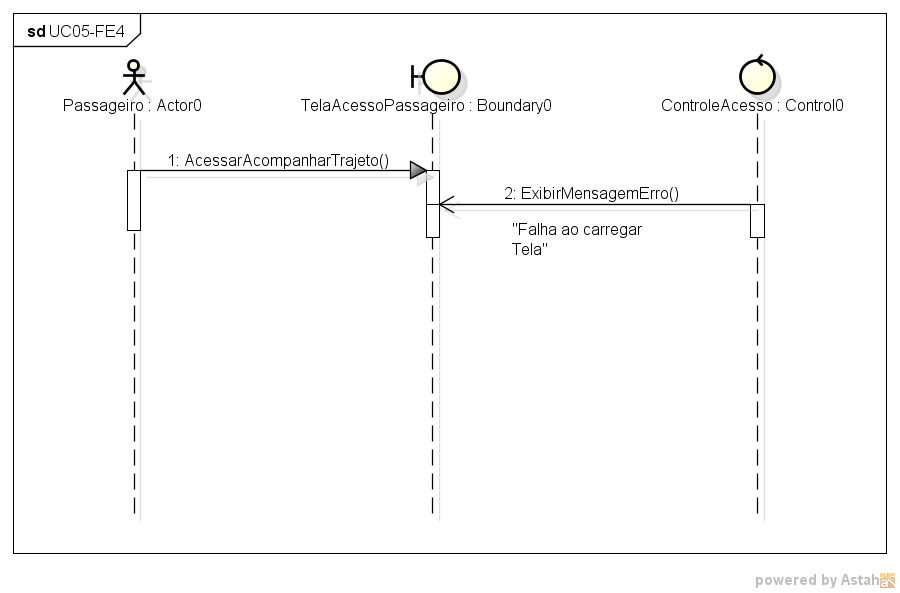 sd UC05-FE4
Passageiro : Actor0
TelaAcessoPassageiro : Boundary0
ControleAcesso : Control0
1: AcessarAcompanharTrajeto()
2: ExibirMensagemErro()
"Falha ao carregar
Tela"
powered by Astah